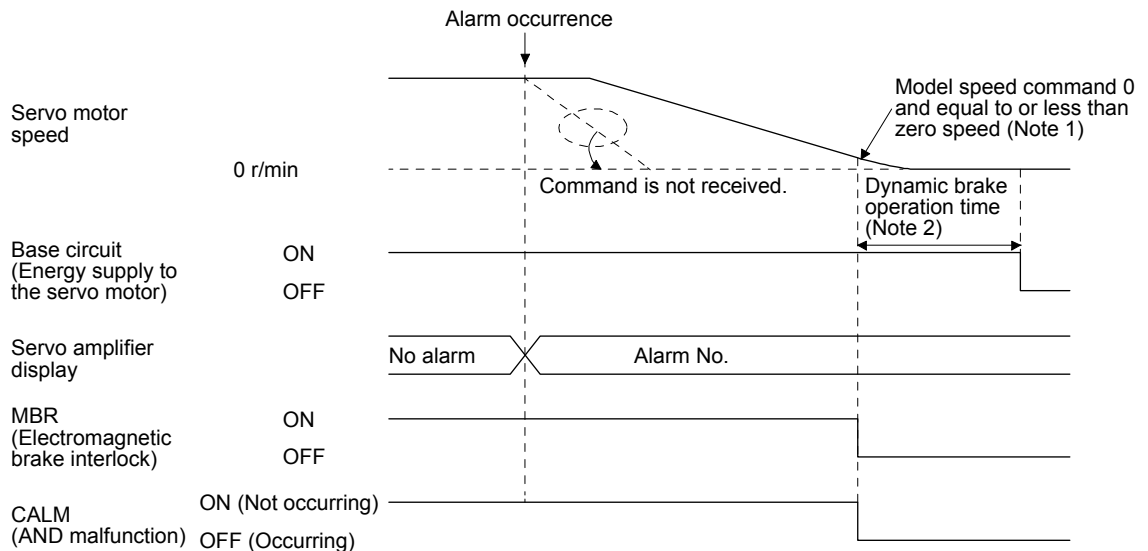 Alarm occurrence
Servo motor
speed
0 r/min
Model speed command 0
and equal to or less than
zero speed (Note 1)
Command is not received.
Dynamic brake
operation time
(Note 2)
Base circuit
(Energy supply to
the servo motor)
ON
OFF
Servo amplifier
display
No alarm
Alarm No.
MBR
(Electromagnetic
brake interlock)
ON
OFF
CALM
(AND malfunction)
ON (Not occurring)
OFF (Occurring)